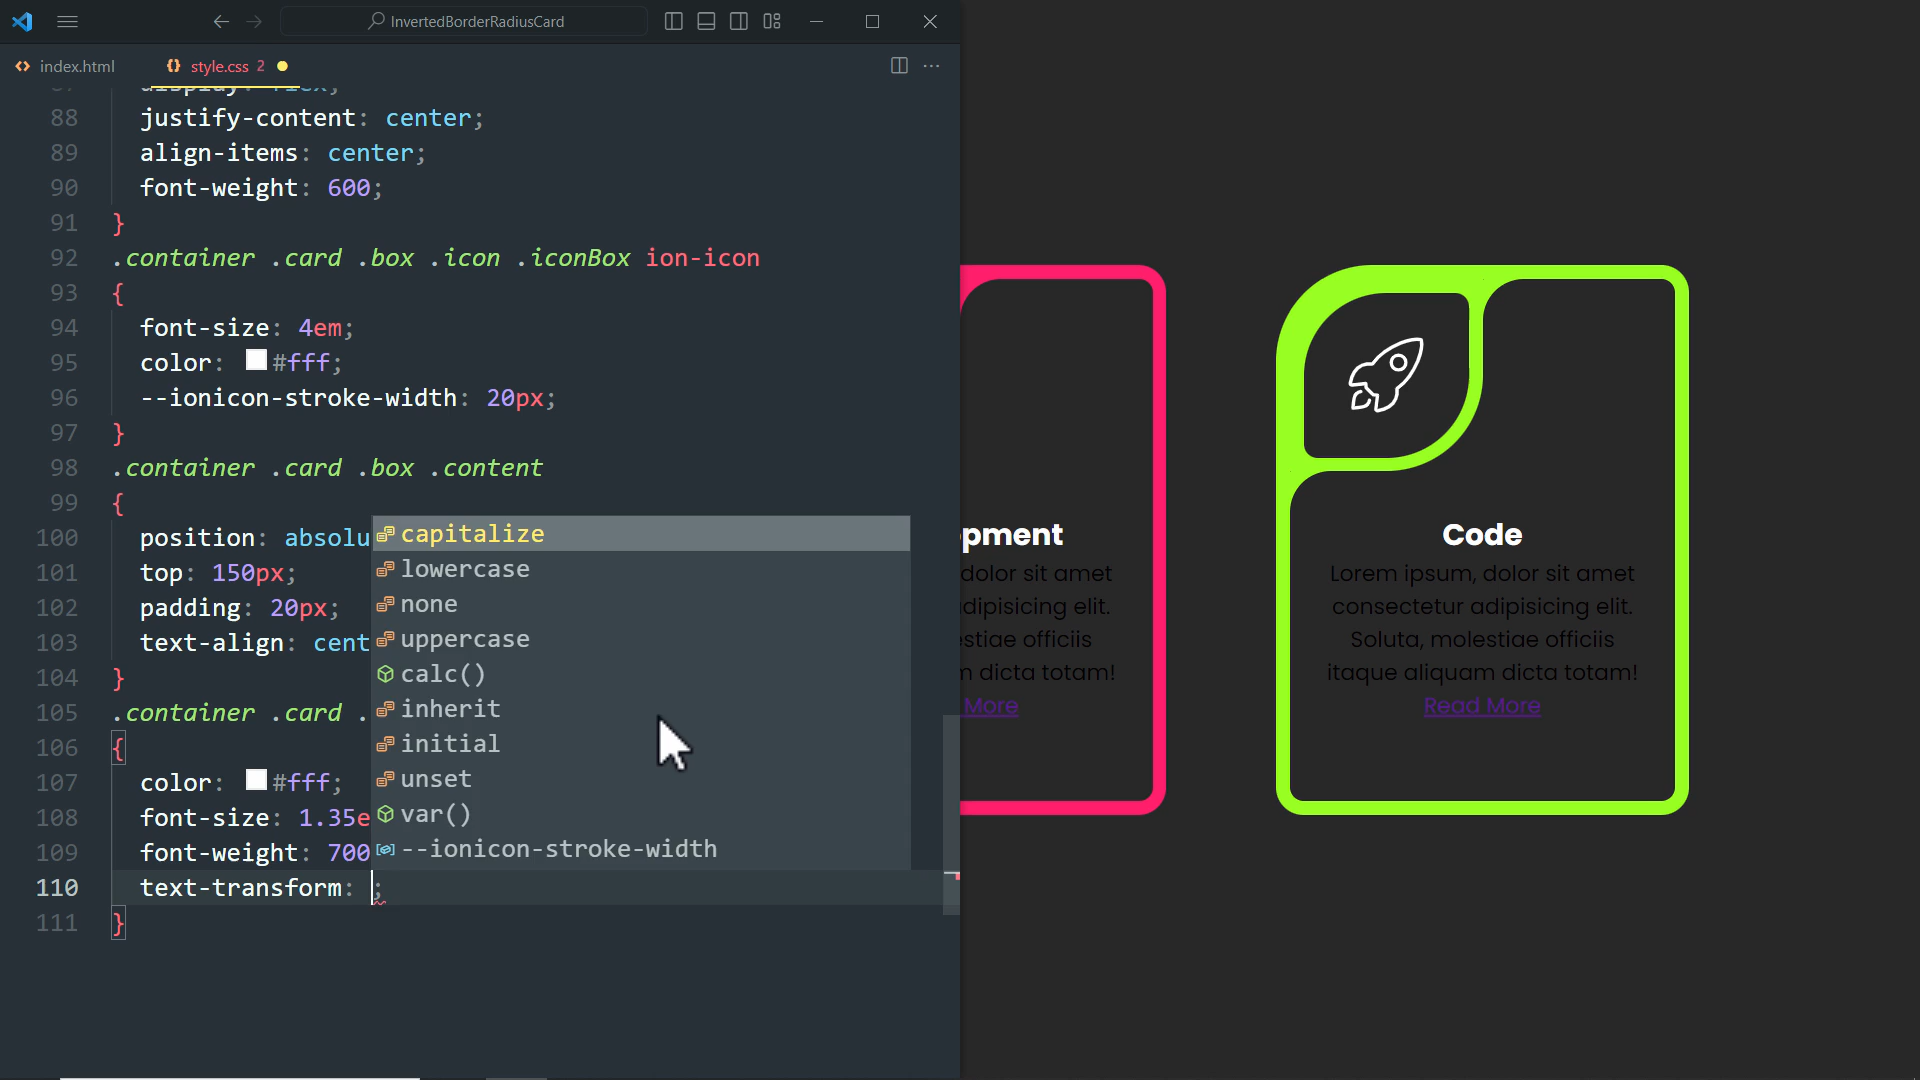 InvertedBorderRadiusCard
index.html
style.css 2
88 justify-content: center;
89 align-items: center;
90 font-weight: 600;
91 }
92 .container .card .box .icon .iconBox ion-icon
93 {
94 font-size: 4em;
95 color: #fff;
96 --ionicon-stroke-width: 20px;
97 }
98 .container .card .box .content
99 {
100 position: absolu
101 top: 150px;
102 padding: 20px;
103 text-align: cent
104 }
105 .container .card .
106 {
107 color: #fff;
108 font-size: 1.35e
109 font-weight: 700
110 text-transform: ;
111 }
capitalize
lowercase
none
uppercase
calc()
inherit
initial
unset
var()
--ionicon-stroke-width
pment
dolor sit amet
dipisicing elit.
stiae officiis
dicta totam!
More
Code
Lorem ipsum, dolor sit amet
consectetur adipisicing elit.
Soluta, molestiae officiis
itaque aliquam dicta totam!
Read More